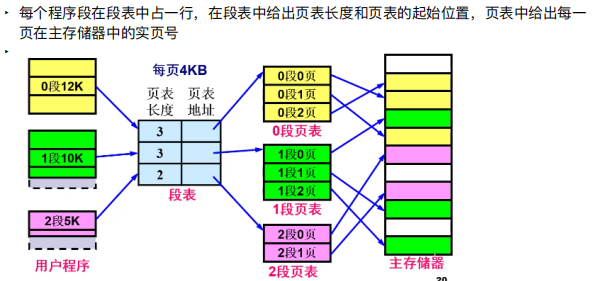 每个程序段在段表中占一行，在段表中给出页表长度和页表的起始位置，页表中给出每一
页在主存储器中的实页号
每页4KB
页表 页表
长度 地址
0段12K
1段10K
2段5K
用户程序
3
3
2
段表
0段0页
0段1页
0段2页
0段页表
1段0页
1段1页
1段2页
1段页表
2段0页
2段1页
2段页表
主存储器